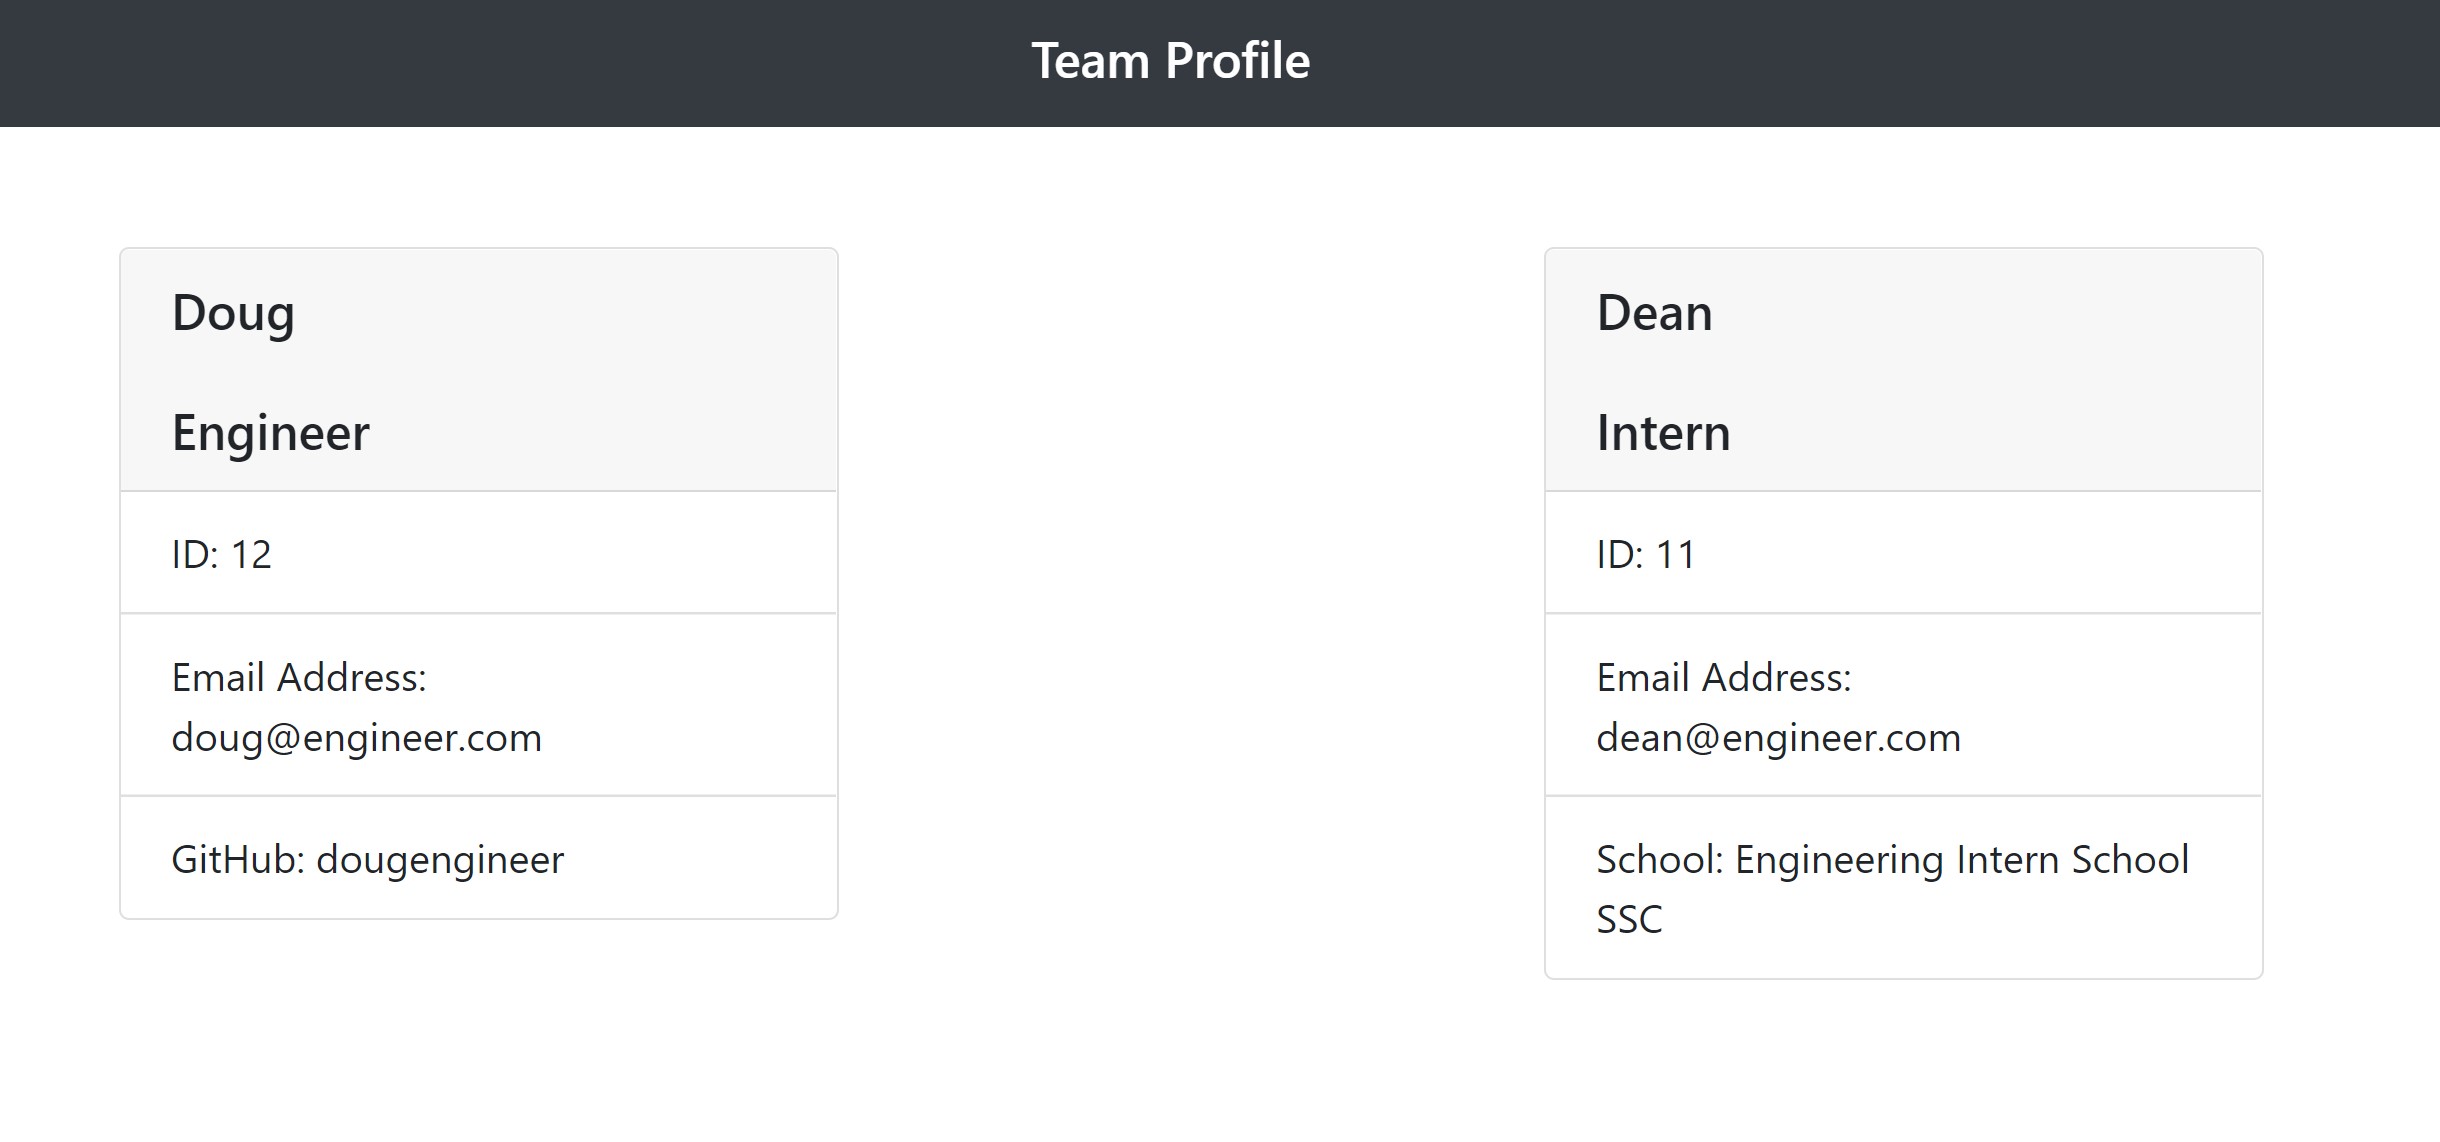 Team Profile
Doug
Engineer
ID: 12
Email Address:
doug@engineer.com
GitHub: dougengineer
Dean
Intern
ID: 11
Email Address:
dean@engineer.com
School: Engineering Intern School
SSC